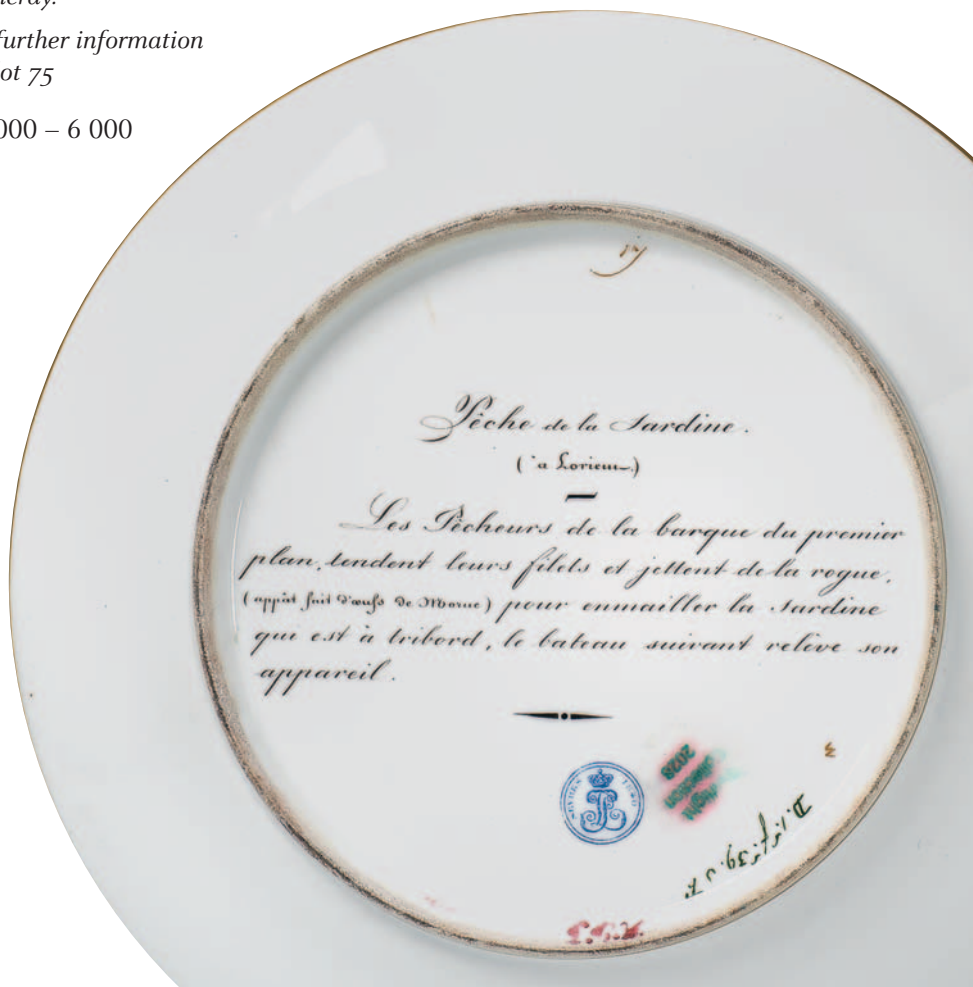 further information
75
000 – 6 000
Pêche de la Sardine.
(à Lorient)
Les Pêcheurs de la barque du premier
plan, tendent leurs filets et jettent de la rogue,
(appât fait d'œufs de Morue) pour enmailler la Sardine
qui est à tribord, le bateau suivant relève son
appareil.
SEVRES
2028